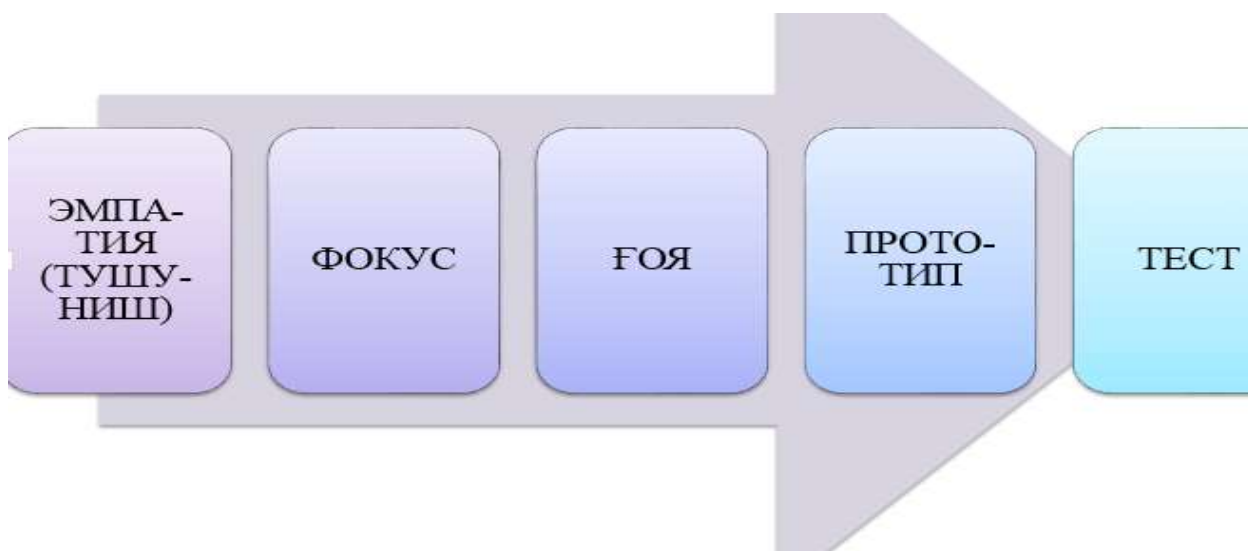 ЭМПА-
ТИЯ
(ТУШУ-
НИШ)
ФОКУС
ҒОЯ
ПРОТО-
ТИП
ТЕСТ